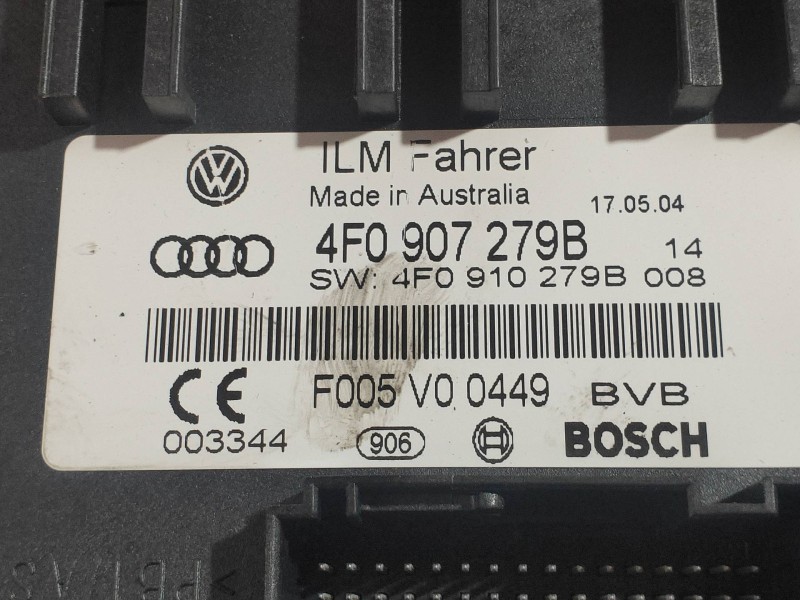 ILM Fahrer
Made in Australia 17.05.04
4F0 907 279B 14
SW: 4F0 910 279B 008
F005 V0 0449 BVB
CE
003344 906 BOSCH